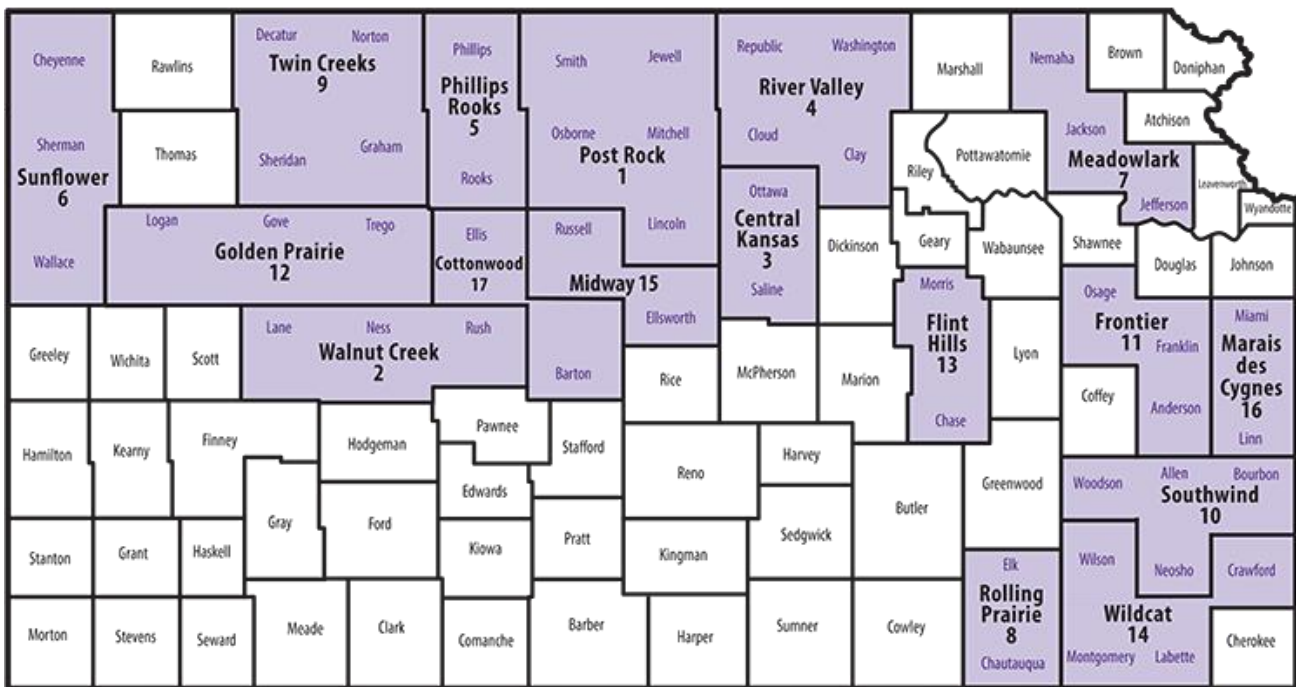 Cheyenne
Rawlins
Decatur Norton
Twin Creeks
9
Sheridan Graham
Phillips
Phillips
Rooks
5
Rooks
Smith Jewell
Osborne Mitchell
Post Rock
1
Lincoln
Republic Washington
River Valley
4
Cloud
Clay
Marshall
Nemaha
Brown
Doniphan
Atchison
Jackson
Meadowlark
7
Jefferson
Leavenworth
Wyandotte
Sherman
Sunflower
6
Wallace
Thomas
Logan Gove Trego
Golden Prairie
12
Ellis
Cottonwood
17
Russell
Midway 15
Ellsworth
Barton
Ottawa
Central
Kansas
3
Saline
Dickinson
Riley
Pottawatomie
Geary
Wabaunsee
Shawnee
Douglas
Johnson
Morris
Flint
Hills
13
Chase
Osage
Frontier
11
Franklin
Anderson
Miami
Marais
des
Cygnes
16
Linn
Greeley
Wichita
Scott
Lane Ness Rush
Walnut Creek
2
Rice
McPherson
Marion
Lyon
Coffey
Hamilton
Kearny
Finney
Hodgeman
Pawnee
Stafford
Edwards
Reno
Harvey
Butler
Greenwood
Woodson Allen Bourbon
Southwind
10
Neosho Crawford
Gray
Ford
Kiowa
Pratt
Kingman
Sedgwick
Stanton
Grant
Haskell
Elk
Rolling
Prairie
8
Chautauqua
Wilson
Wildcat
14
Montgomery Labette
Cherokee
Morton
Stevens
Seward
Meade
Clark
Comanche
Barber
Harper
Sumner
Cowley